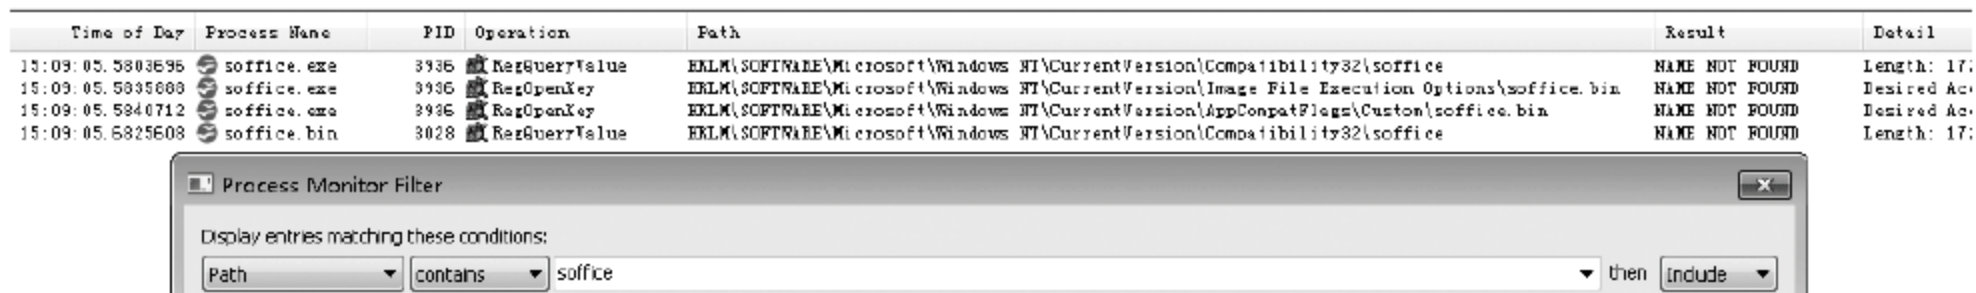 Time of Day Process Name PID Operation Path Result Detail
15:09:05.5803696 soffice.exe 3936 RegQueryValue HKLM\SOFTWARE\Microsoft\Windows NT\CurrentVersion\Compatibility32\soffice NAME NOT FOUND Length: 17
15:09:05.5835888 soffice.exe 3936 RegOpenKey HKLM\SOFTWARE\Microsoft\Windows NT\CurrentVersion\Image File Execution Options\soffice.bin NAME NOT FOUND Desired Ac
15:09:05.5840712 soffice.exe 3936 RegOpenKey HKLM\SOFTWARE\Microsoft\Windows NT\CurrentVersion\AppCompatFlags\Custom\soffice.bin NAME NOT FOUND Desired Ac
15:09:05.6825608 soffice.bin 3028 RegQueryValue HKLM\SOFTWARE\Microsoft\Windows NT\CurrentVersion\Compatibility32\soffice NAME NOT FOUND Length: 17
Process Monitor Filter
Display entries matching these conditions:
Path contains soffice then Include